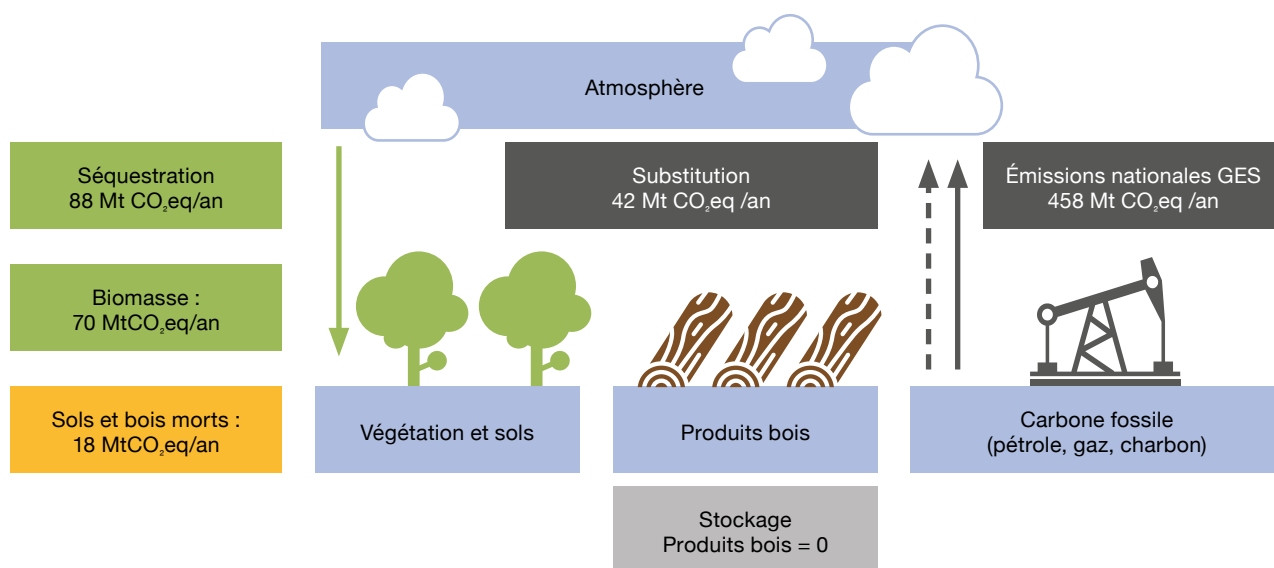 Atmosphère
Séquestration
88 Mt CO₂eq/an
Substitution
42 Mt CO₂eq /an
Émissions nationales GES
458 Mt CO₂eq /an
Biomasse :
70 MtCO₂eq/an
Sols et bois morts :
18 MtCO₂eq/an
Végétation et sols
Produits bois
Carbone fossile
(pétrole, gaz, charbon)
Stockage
Produits bois = 0